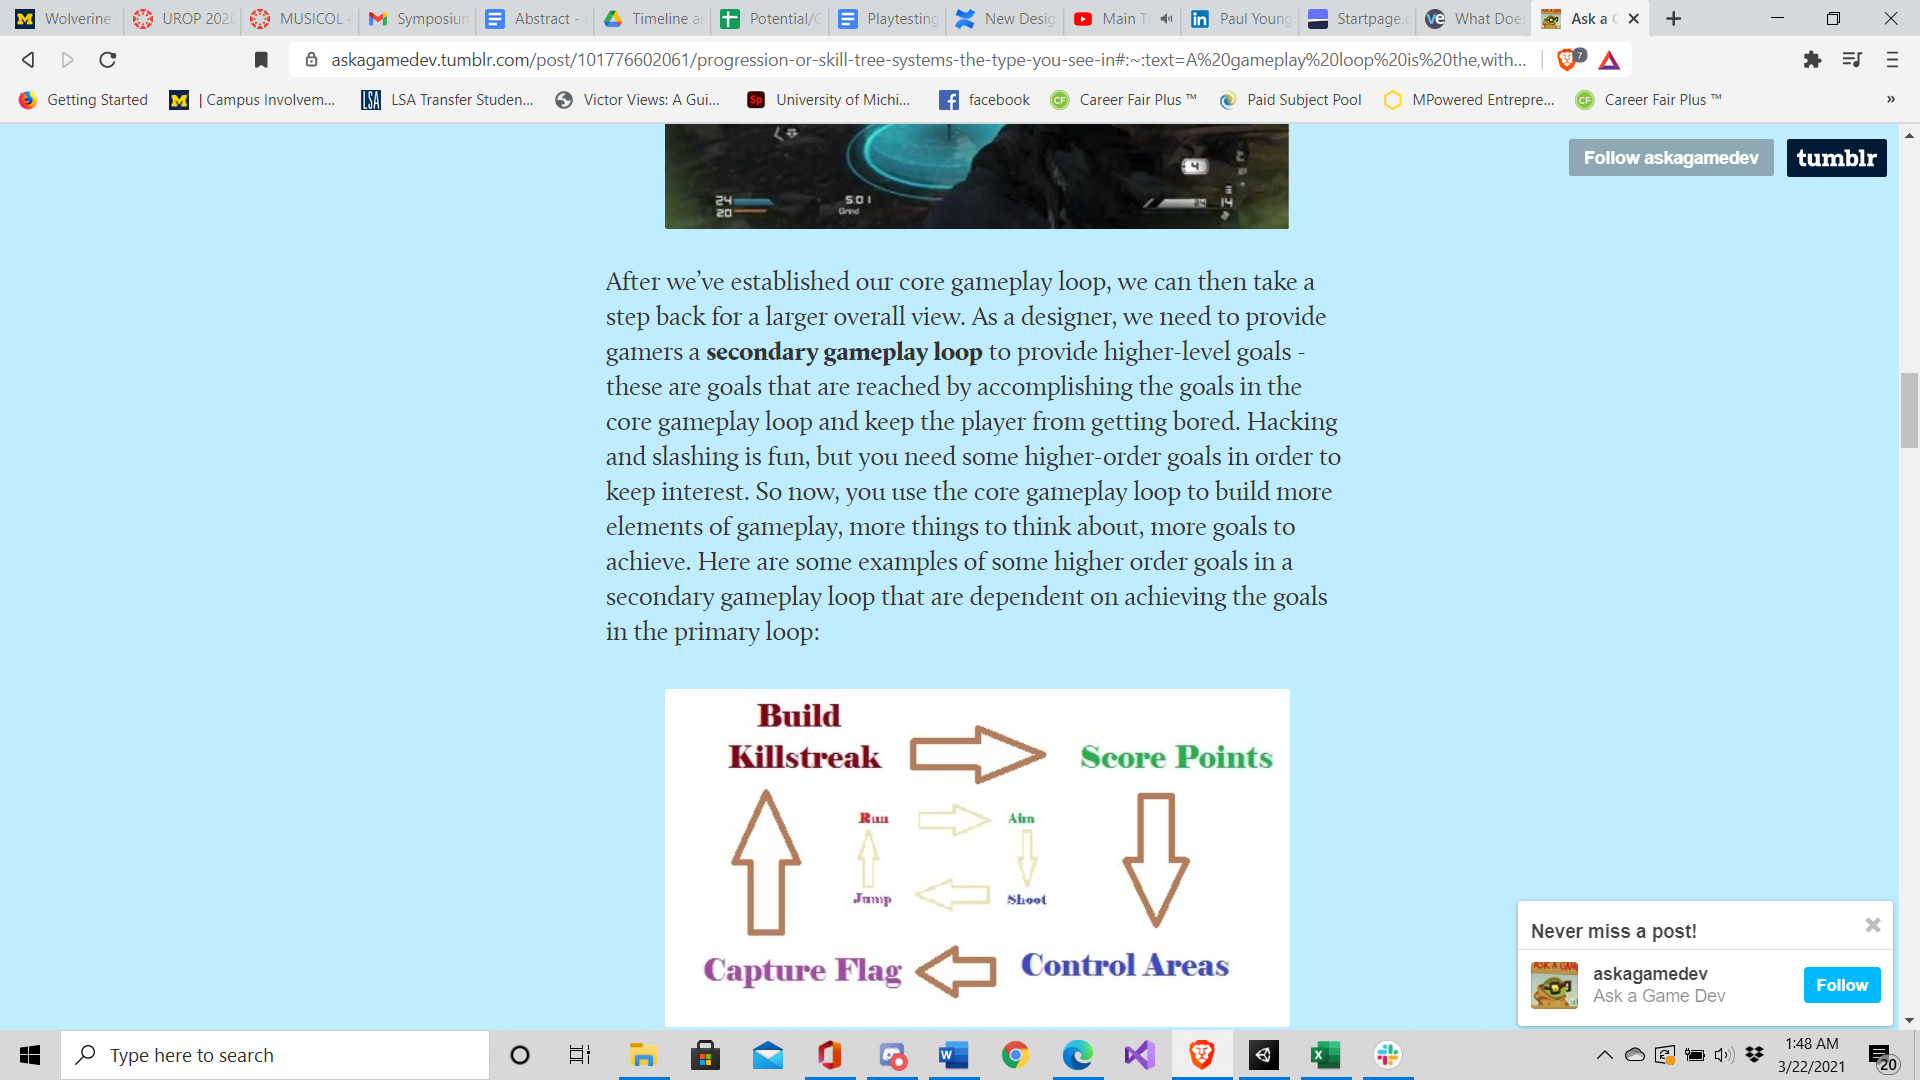 Wolverine
UROP 202
MUSICOL
Symposium
Abstract -
Timeline a
Potential/
Playtesting
New Desig
Main T
Paul Young
Startpage.
What Doe
Ask a
askagamedev.tumblr.com/post/101776602061/progression-or-skill-tree-systems-the-type-you-see-in#:~:text=A%20gameplay%20loop%20is%20the,with...
7
Getting Started
| Campus Involvem...
LSA Transfer Studen...
Victor Views: A Gui...
University of Michi...
facebook
Career Fair Plus ™
Paid Subject Pool
MPowered Entrepre...
Career Fair Plus ™
»
Follow askagamedev
tumblr
4
24
20
5:01
Grind
24
14
After we’ve established our core gameplay loop, we can then take a
step back for a larger overall view. As a designer, we need to provide
gamers a secondary gameplay loop to provide higher-level goals -
these are goals that are reached by accomplishing the goals in the
core gameplay loop and keep the player from getting bored. Hacking
and slashing is fun, but you need some higher-order goals in order to
keep interest. So now, you use the core gameplay loop to build more
elements of gameplay, more things to think about, more goals to
achieve. Here are some examples of some higher order goals in a
secondary gameplay loop that are dependent on achieving the goals
in the primary loop:
Build
Killstreak
Score Points
Run
Aim
Jump
Shoot
Capture Flag
Control Areas
Never miss a post!
askagamedev
Ask a Game Dev
Follow
Type here to search
1:48 AM
3/22/2021
20